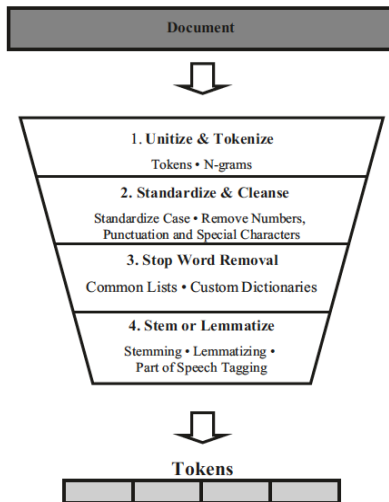 Document
1. Unitize & Tokenize
Tokens • N-grams
2. Standardize & Cleanse
Standardize Case • Remove Numbers,
Punctuation and Special Characters
3. Stop Word Removal
Common Lists • Custom Dictionaries
4. Stem or Lemmatize
Stemming • Lemmatizing •
Part of Speech Tagging
Tokens